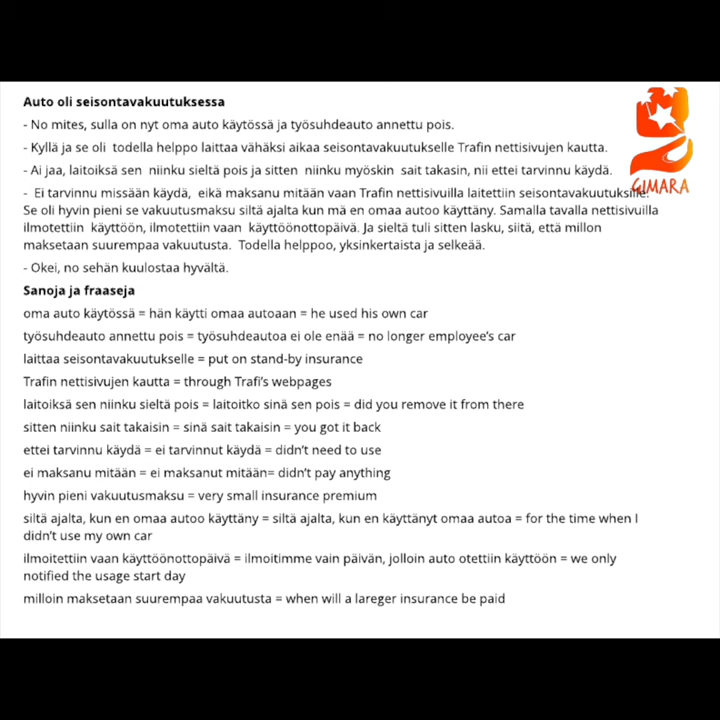 Auto oli seisontavakuutuksessa
- No mites, sulla on nyt oma auto käytössä ja työsuhdeauto annettu pois.
- Kyllä ja se oli  todella helppo laittaa vähäksi aikaa seisontavakuutukselle Trafin nettisivujen kautta.
- Ai jaa, laitoiksä sen  niinku sieltä pois ja sitten  niinku myöskin  sait takasin, nii ettei tarvinnu käydä.
-  Ei tarvinnu missään käydä,  eikä maksanu mitään vaan Trafin nettisivuilla laitettiin seisontavakuutuksille.
Se oli hyvin pieni se vakuutusmaksu siltä ajalta kun mä en omaa autoo käyttäny. Samalla tavalla nettisivuilla
ilmotettiin  käyttöön, ilmotettiin vaan  käyttöönottopäivä. Ja sieltä tuli sitten lasku, siitä, että millon
maksetaan suurempaa vakuutusta.  Todella helppoo, yksinkertaista ja selkeää.
- Okei, no sehän kuulostaa hyvältä.
Sanoja ja fraaseja
oma auto käytössä = hän käytti omaa autoaan = he used his own car
työsuhdeauto annettu pois = työsuhdeautoa ei ole enää = no longer employee's car
laittaa seisontavakuutukselle = put on stand-by insurance
Trafin nettisivujen kautta = through Trafi's webpages
laitoiksä sen niinku sieltä pois = laitoitko sinä sen pois = did you remove it from there
sitten niinku sait takaisin = sinä sait takaisin = you got it back
ettei tarvinnu käydä = ei tarvinnut käydä = didn't need to use
ei maksanu mitään = ei maksanut mitään= didn't pay anything
hyvin pieni vakuutusmaksu = very small insurance premium
siltä ajalta, kun en omaa autoo käyttäny = siltä ajalta, kun en käyttänyt omaa autoa = for the time when I
didn't use my own car
ilmoitettiin vaan käyttöönottopäivä = ilmoitimme vain päivän, jolloin auto otettiin käyttöön = we only
notified the usage start day
milloin maksetaan suurempaa vakuutusta = when will a lareger insurance be paid
GIMARA